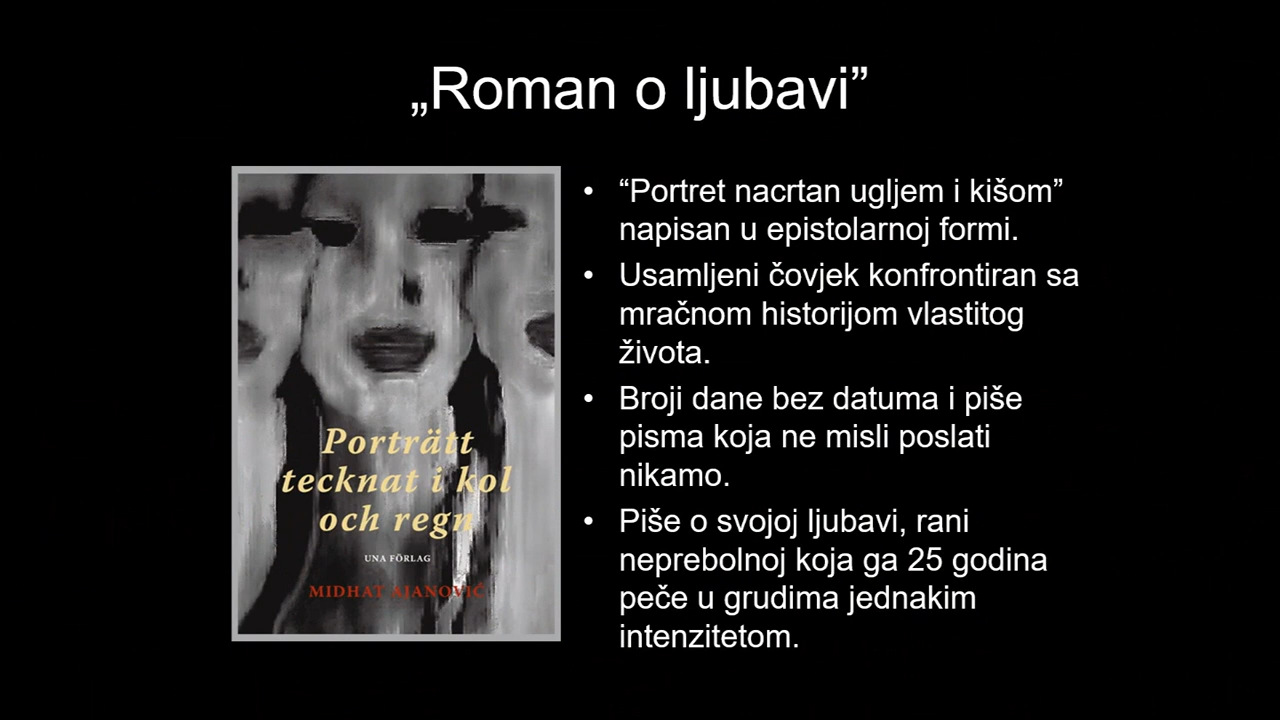 „Roman o ljubavi”
• “Portret nacrtan ugljem i kišom”
napisan u epistolarnoj formi.
• Usamljeni čovjek konfrontiran sa
mračnom historijom vlastitog
života.
• Broji dane bez datuma i piše
pisma koja ne misli poslati
nikamo.
• Piše o svojoj ljubavi, rani
neprebolnoj koja ga 25 godina
peče u grudima jednakim
intenzitetom.
Porträtt
tecknat i kol
och regn
UNA FÖRLAG
MIDHAT AJANOVIĆ